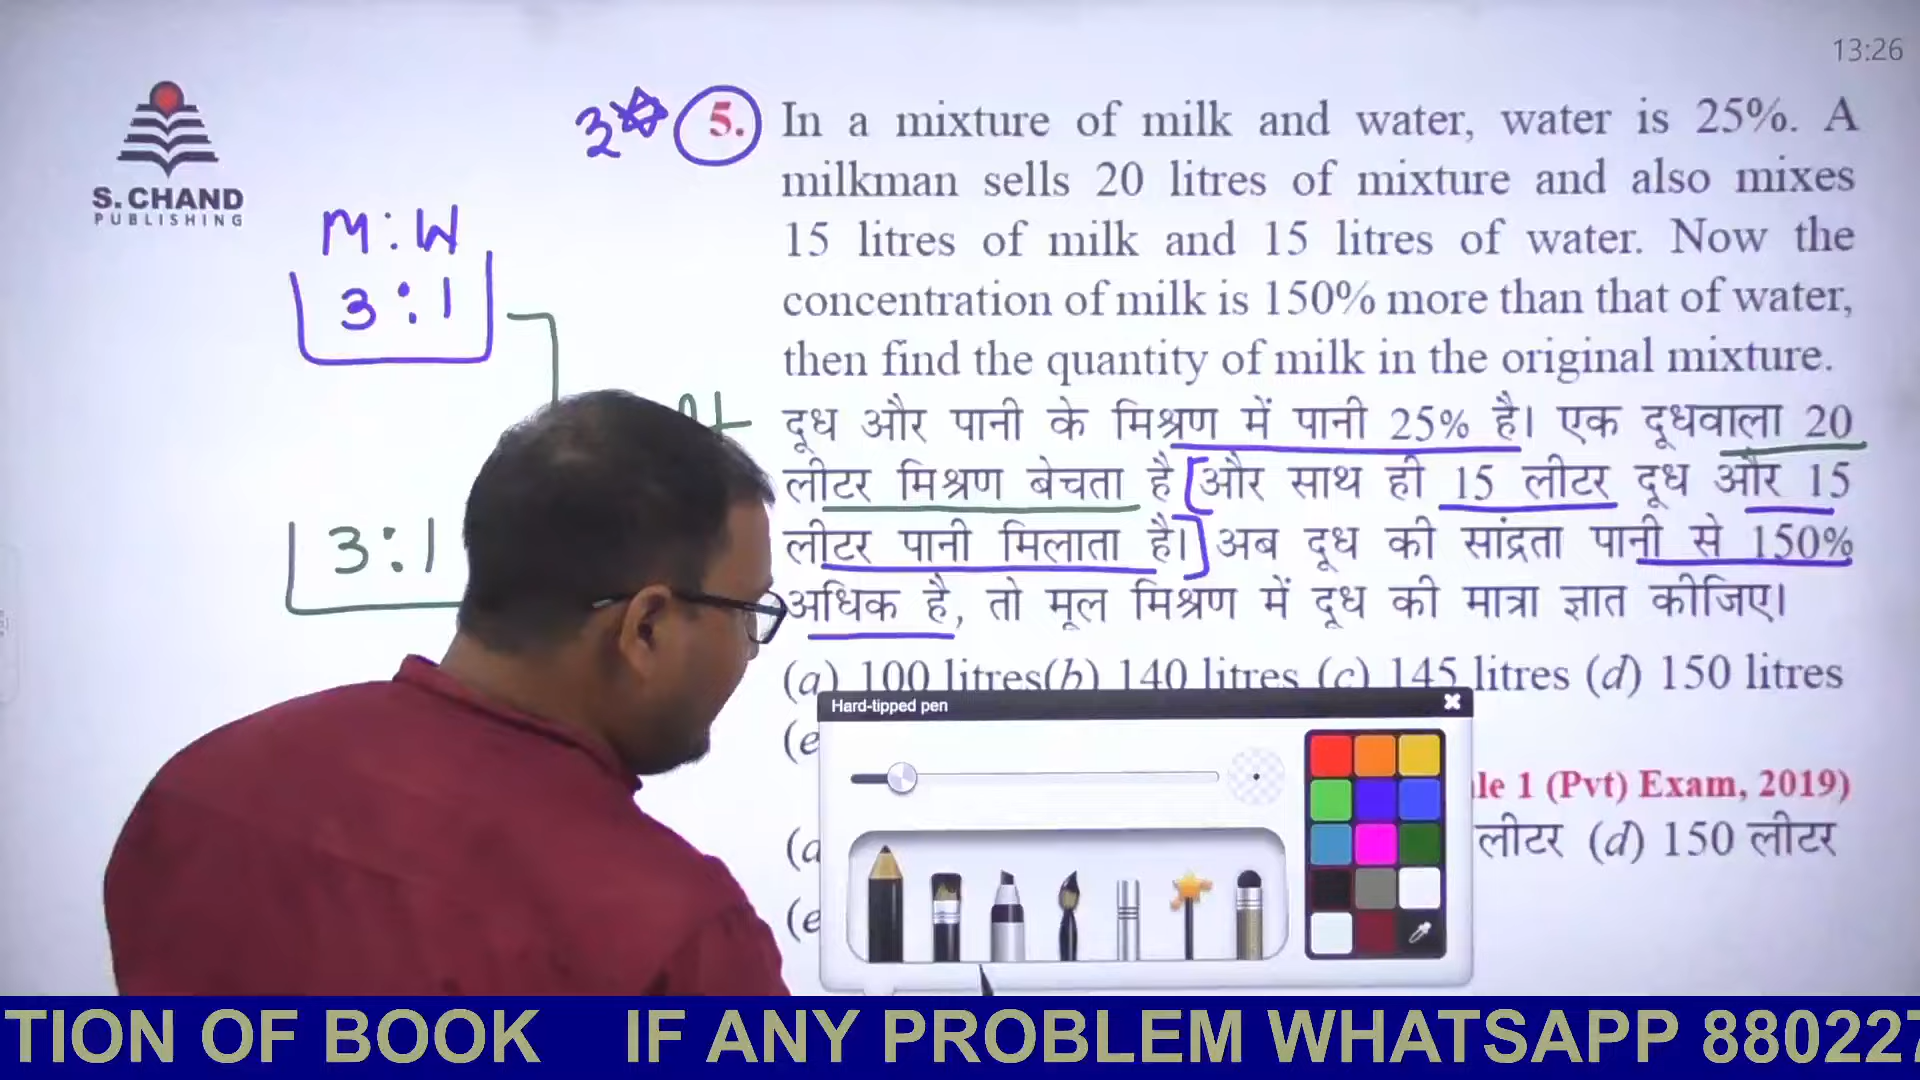 13:26
S. CHAND
PUBLISHING
M : W
3 : 1
3 : 1
3
5. In a mixture of milk and water, water is 25%. A
milkman sells 20 litres of mixture and also mixes
15 litres of milk and 15 litres of water. Now the
concentration of milk is 150% more than that of water,
then find the quantity of milk in the original mixture.
दूध और पानी के मिश्रण में पानी 25% है। एक दूधवाला 20
लीटर मिश्रण बेचता है [और साथ ही 15 लीटर दूध और 15
लीटर पानी मिलाता है।] अब दूध की सांद्रता पानी से 150%
अधिक है, तो मूल मिश्रण में दूध की मात्रा ज्ञात कीजिए।
(a) 100 litres(b) 140 litres (c) 145 litres (d) 150 litres
(e
Hard-tipped pen
le 1 (Pvt) Exam, 2019)
(a लीटर (d) 150 लीटर
(e
TION OF BOOK IF ANY PROBLEM WHATSAPP 880227